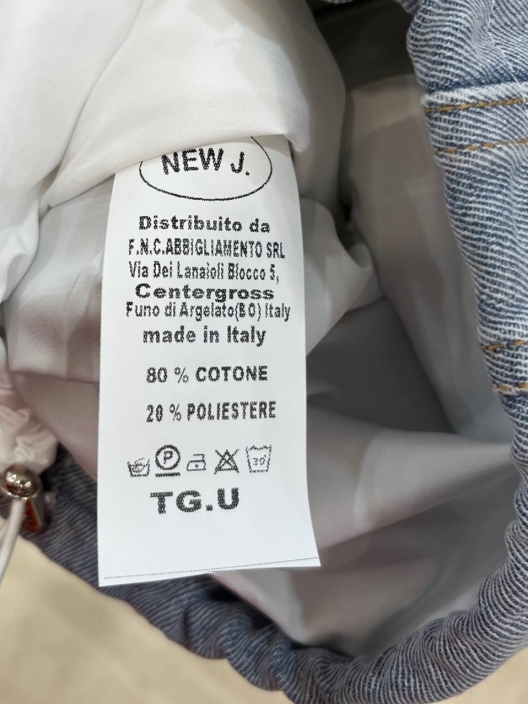 NEW J.
Distribuito da
F.N.C.ABBIGLIAMENTO SRL
Via Dei Lanaioli Blocco 5,
Centergross
Funo di Argelato(BO) Italy
made in Italy
80 % COTONE
20 % POLIESTERE
P 30
TG.U